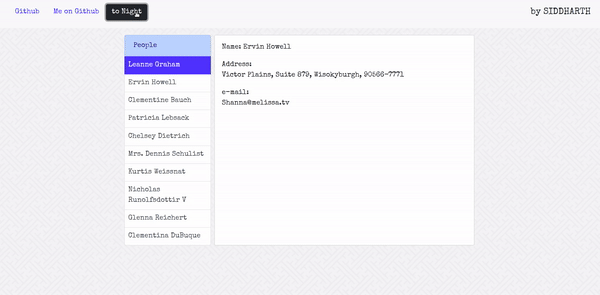 Github Me on Github to Night by SIDDHARTH
People
Leanne Graham
Ervin Howell
Clementine Bauch
Patricia Lebsack
Chelsey Dietrich
Mrs. Dennis Schulist
Kurtis Weissnat
Nicholas
Runolfsdottir V
Glenna Reichert
Clementina DuBuque
Name: Ervin Howell
Address:
Victor Plains, Suite 879, Wisokyburgh, 90566-7771
e-mail:
Shanna@melissa.tv